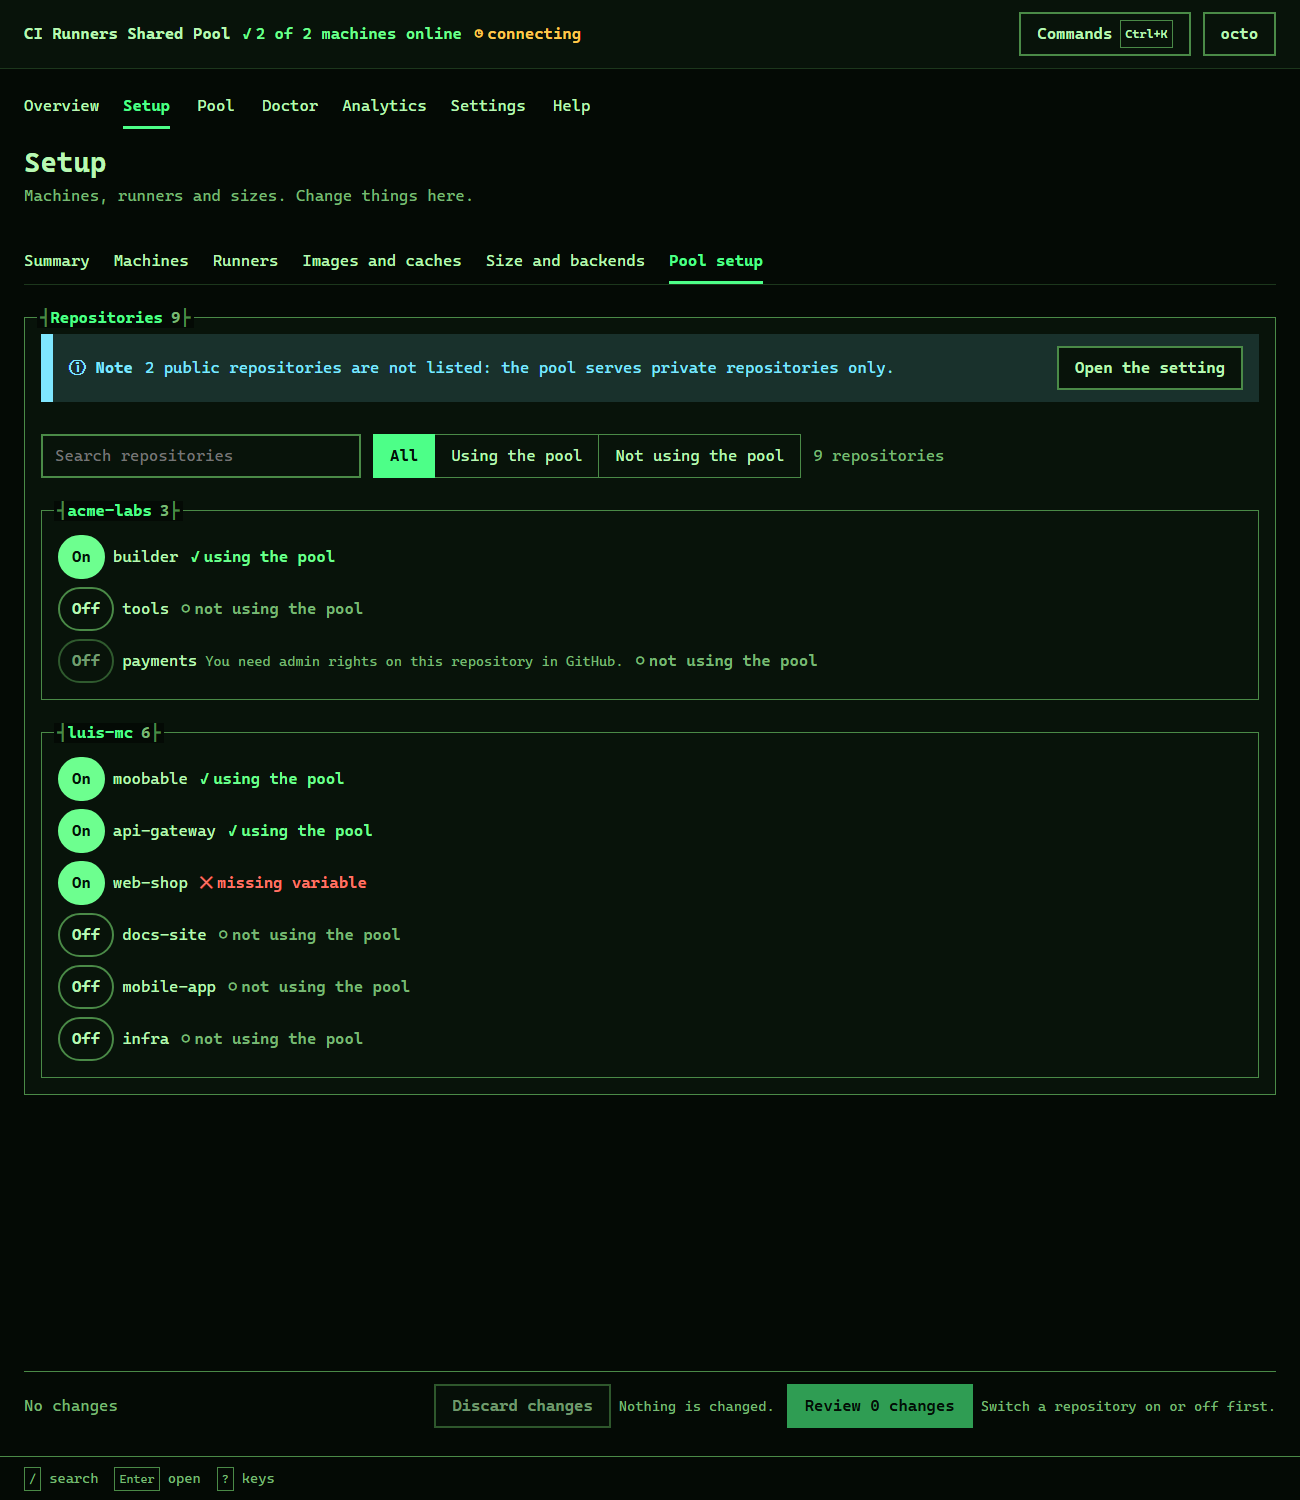 CI Runners Shared Pool ✓ 2 of 2 machines online connecting Commands Ctrl+K octo
Overview Setup Pool Doctor Analytics Settings Help
Setup
Machines, runners and sizes. Change things here.
Summary Machines Runners Images and caches Size and backends Pool setup
Repositories 9
ⓘ Note 2 public repositories are not listed: the pool serves private repositories only. Open the setting
Search repositories All Using the pool Not using the pool 9 repositories
acme-labs 3
On builder ✓ using the pool
Off tools ○ not using the pool
Off payments You need admin rights on this repository in GitHub. ○ not using the pool
luis-mc 6
On moobable ✓ using the pool
On api-gateway ✓ using the pool
On web-shop ✕ missing variable
Off docs-site ○ not using the pool
Off mobile-app ○ not using the pool
Off infra ○ not using the pool
No changes Discard changes Nothing is changed. Review 0 changes Switch a repository on or off first.
/ search Enter open ? keys